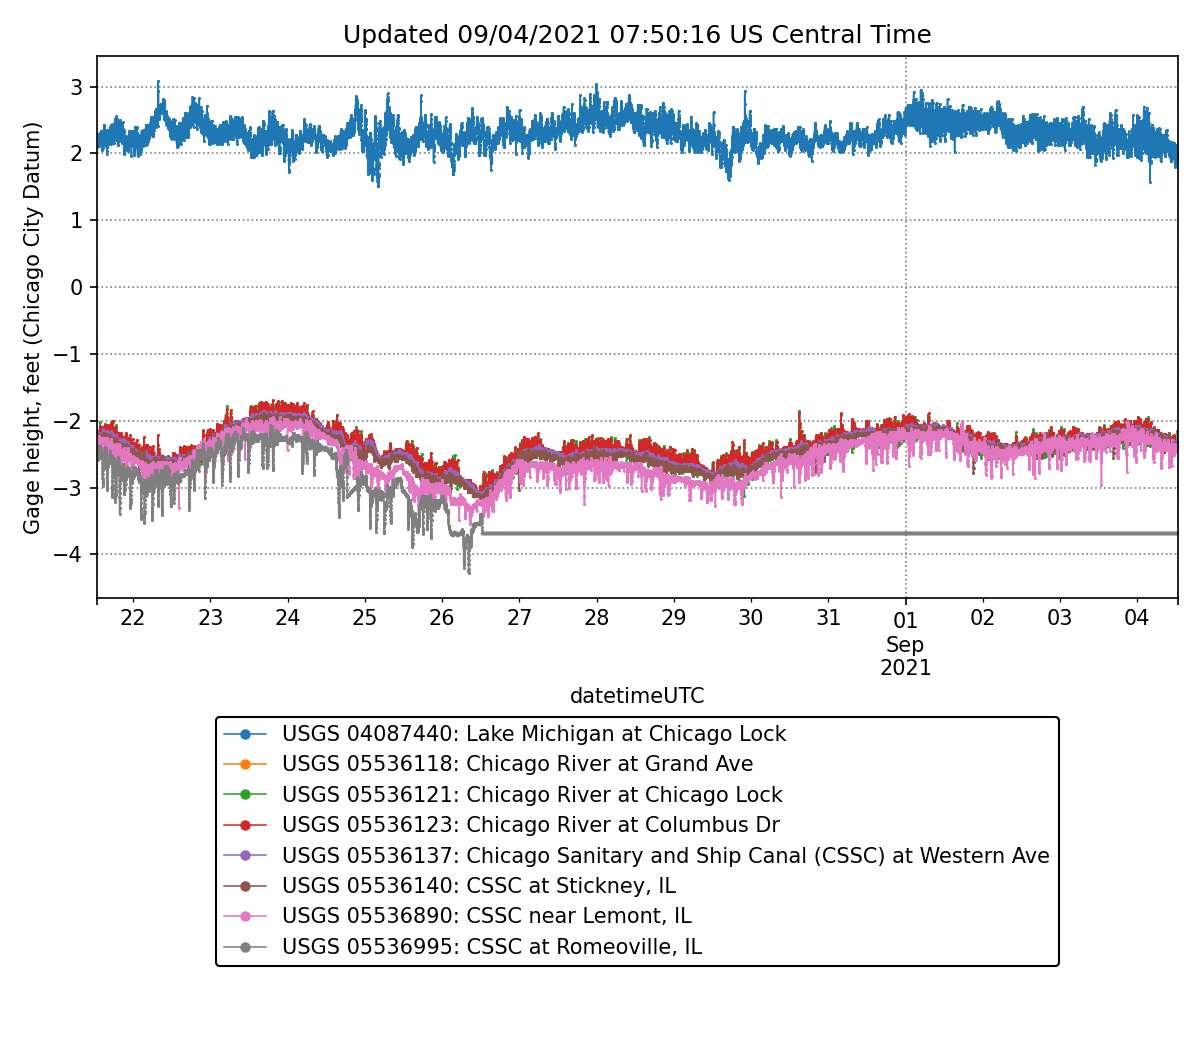 Updated 09/04/2021 07:50:16 US Central Time
Gage height, feet (Chicago City Datum)
3
2
1
0
−1
−2
−3
−4
22 23 24 25 26 27 28 29 30 31 01 02 03 04
Sep
2021
datetimeUTC
USGS 04087440: Lake Michigan at Chicago Lock
USGS 05536118: Chicago River at Grand Ave
USGS 05536121: Chicago River at Chicago Lock
USGS 05536123: Chicago River at Columbus Dr
USGS 05536137: Chicago Sanitary and Ship Canal (CSSC) at Western Ave
USGS 05536140: CSSC at Stickney, IL
USGS 05536890: CSSC near Lemont, IL
USGS 05536995: CSSC at Romeoville, IL